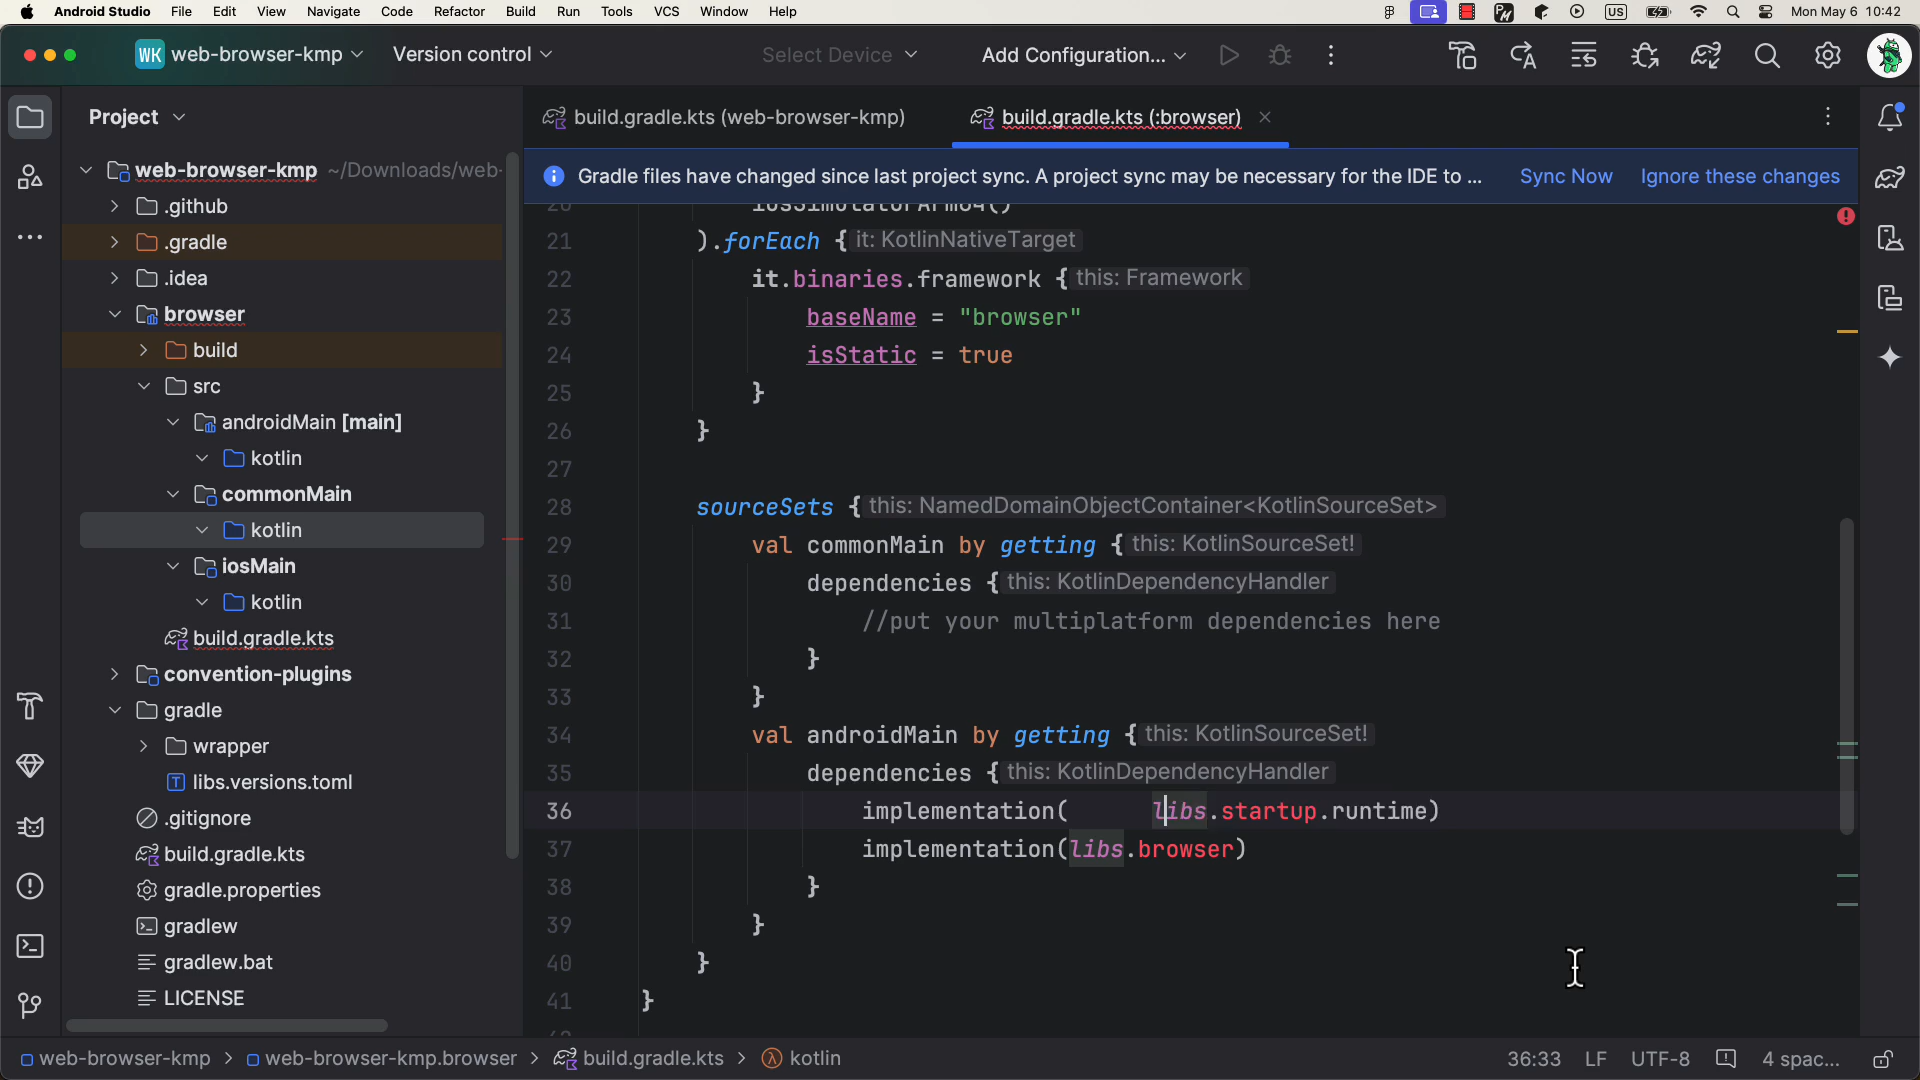 Android Studio File Edit View Navigate Code Refactor Build Run Tools VCS Window Help US Mon May 6 10:42
WK web-browser-kmp Version control Select Device Add Configuration...
Project
build.gradle.kts (web-browser-kmp) build.gradle.kts (:browser)
Gradle files have changed since last project sync. A project sync may be necessary for the IDE to ... Sync Now Ignore these changes
web-browser-kmp ~/Downloads/web-
.github
.gradle
.idea
browser
build
src
androidMain [main]
kotlin
commonMain
kotlin
iosMain
kotlin
build.gradle.kts
convention-plugins
gradle
wrapper
libs.versions.toml
.gitignore
build.gradle.kts
gradle.properties
gradlew
gradlew.bat
LICENSE
20 iosSimulatorArm64()
21 ).forEach { it: KotlinNativeTarget
22 it.binaries.framework { this: Framework
23 baseName = "browser"
24 isStatic = true
25 }
26 }
27
28 sourceSets { this: NamedDomainObjectContainer<KotlinSourceSet>
29 val commonMain by getting { this: KotlinSourceSet!
30 dependencies { this: KotlinDependencyHandler
31 //put your multiplatform dependencies here
32 }
33 }
34 val androidMain by getting { this: KotlinSourceSet!
35 dependencies { this: KotlinDependencyHandler
36 implementation( libs.startup.runtime)
37 implementation(libs.browser)
38 }
39 }
40 }
41 }
web-browser-kmp > web-browser-kmp.browser > build.gradle.kts > kotlin 36:33 LF UTF-8 4 spac...